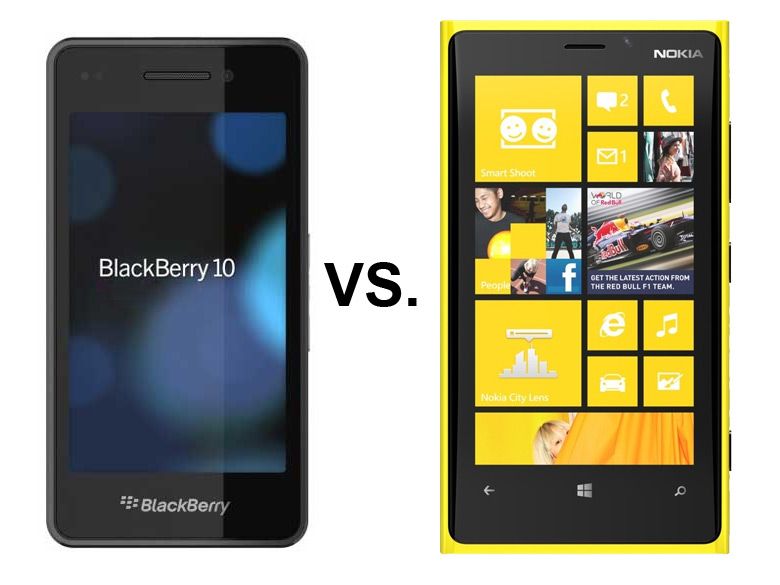 BlackBerry 10
BlackBerry
VS.
NOKIA
2
Smart Shoot
1
WORLD
OF Red Bull
People
f
GET THE LATEST ACTION FROM
THE RED BULL F1 TEAM.
Nokia City Lens